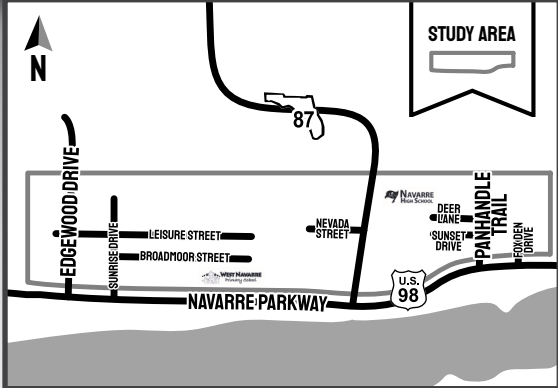 N
STUDY AREA
87
EDGEWOOD DRIVE
SUNRISE DRIVE
LEISURE STREET
BROADMOOR STREET
WEST NAVARRE
Primary School
NEVADA
STREET
NAVARRE
HIGH SCHOOL
DEER
LANE
SUNSET
DRIVE
PANHANDLE
TRAIL
FOXDEN
DRIVE
U.S.
98
NAVARRE PARKWAY